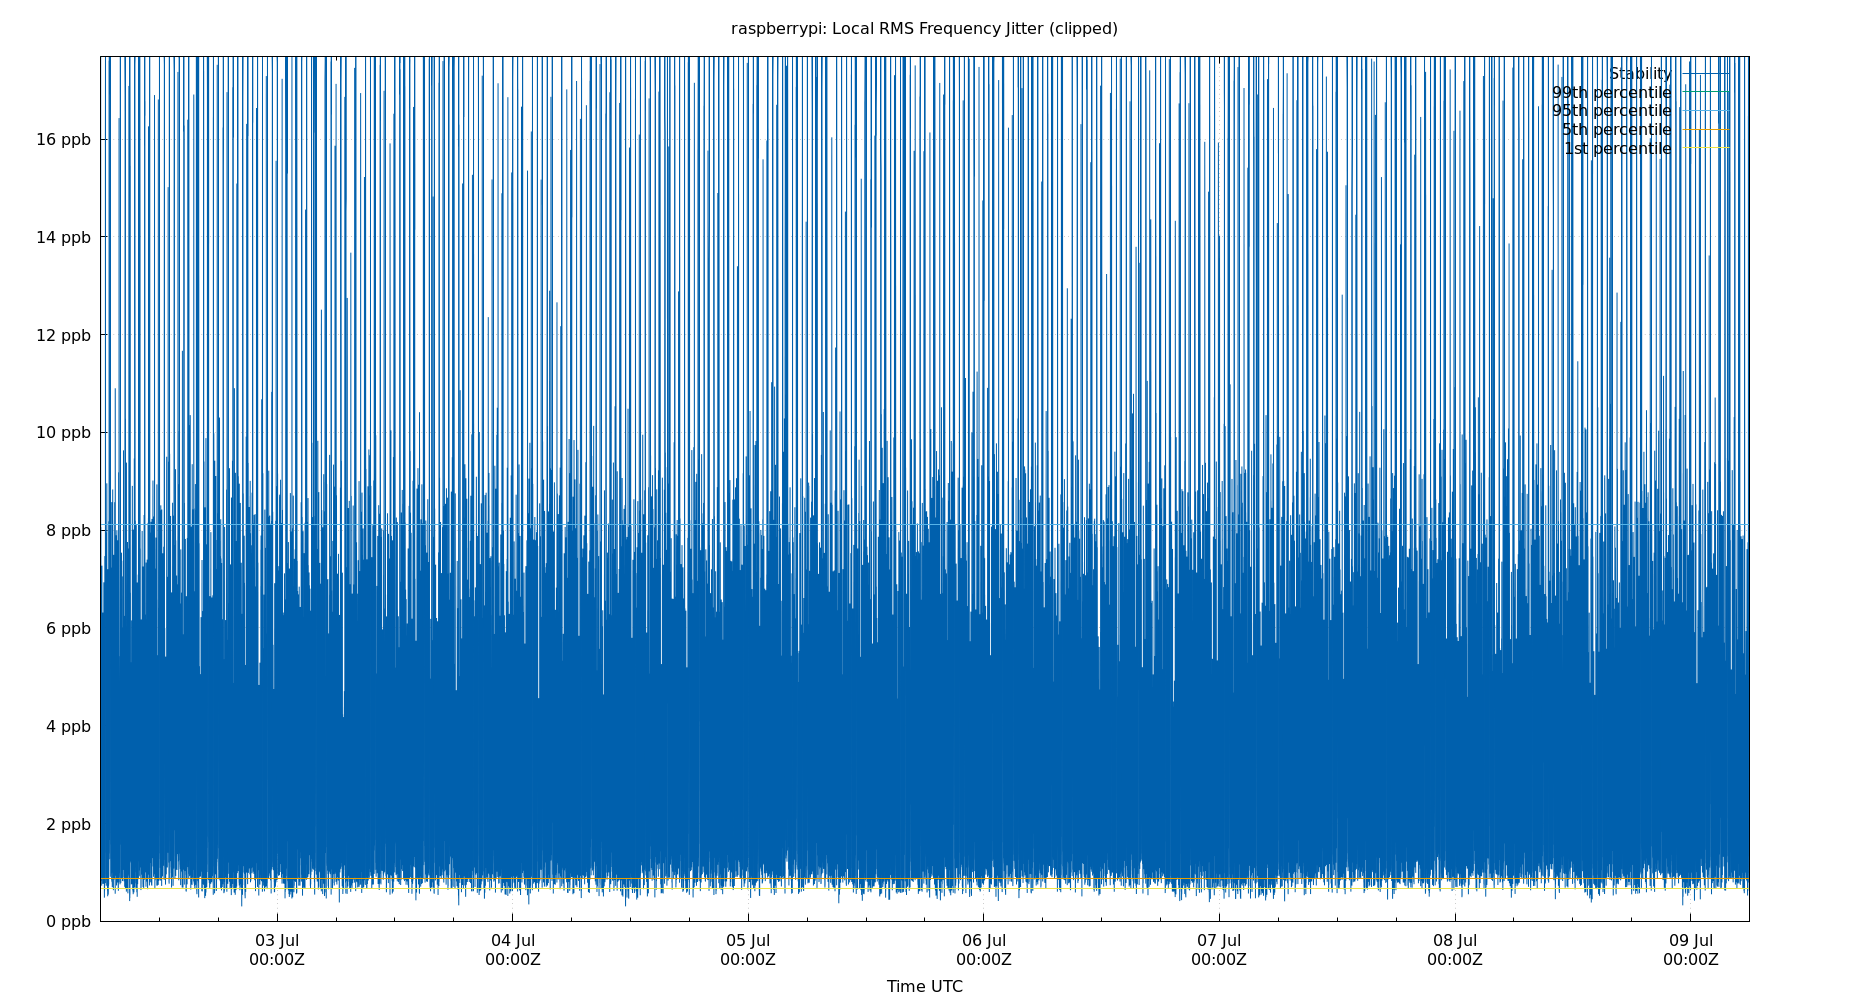 raspberrypi: Local RMS Frequency Jitter (clipped)
Stability
99th percentile
95th percentile
5th percentile
1st percentile
16 ppb
14 ppb
12 ppb
10 ppb
8 ppb
6 ppb
4 ppb
2 ppb
0 ppb
03 Jul 04 Jul 05 Jul 06 Jul 07 Jul 08 Jul 09 Jul
00:00Z 00:00Z 00:00Z 00:00Z 00:00Z 00:00Z 00:00Z
Time UTC